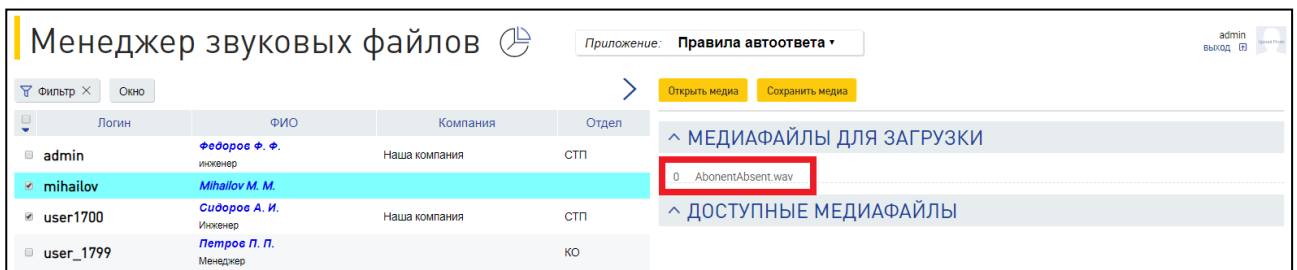 Менеджер звуковых файлов
Приложение: Правила автоответа
admin
выход
Фильтр × Окно
Открыть медиа Сохранить медиа
Логин ФИО Компания Отдел
МЕДИАФАЙЛЫ ДЛЯ ЗАГРУЗКИ
admin Федоров Ф. Ф. Наша компания СТП
инженер
0 AbonentAbsent.wav
mihailov Mihailov M. M.
ДОСТУПНЫЕ МЕДИАФАЙЛЫ
user1700 Сидоров А. И. Наша компания СТП
Инженер
user_1799 Петров П. П. КО
Менеджер